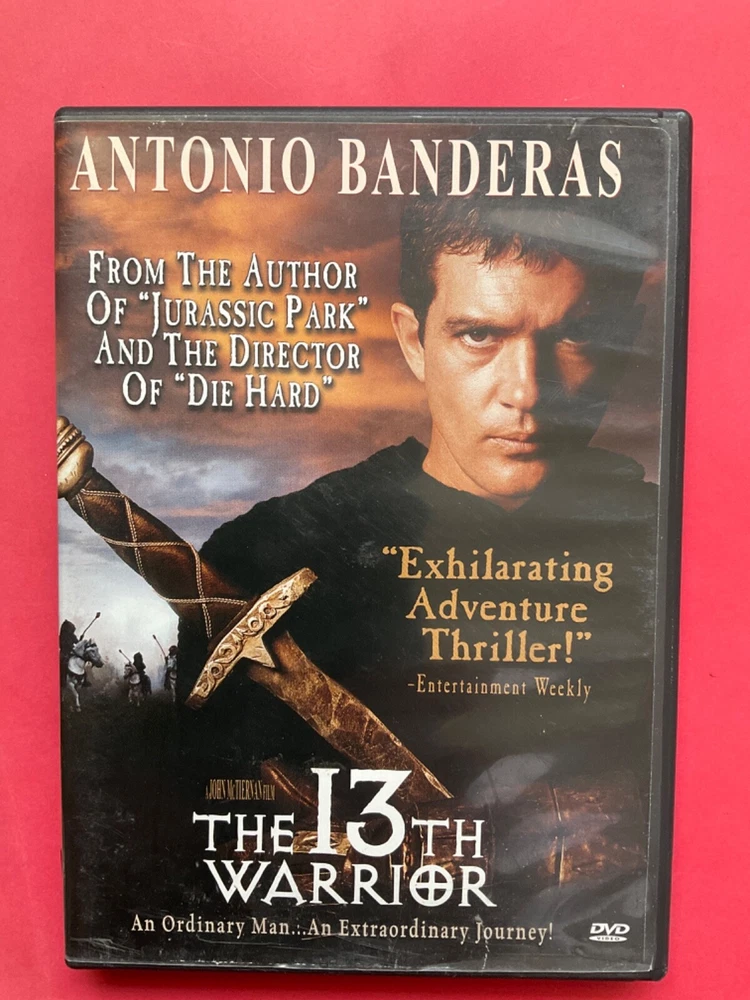 ANTONIO BANDERAS
FROM THE AUTHOR
OF "JURASSIC PARK"
AND THE DIRECTOR
OF "DIE HARD"
"Exhilarating
Adventure
Thriller!"
-Entertainment Weekly
A JOHN McTIERNAN FILM
THE 13TH
WARRIOR
An Ordinary Man...An Extraordinary Journey!
DVD
VIDEO